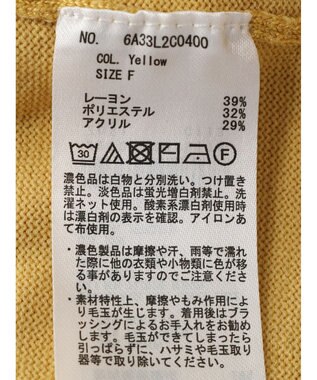 NO. 6A33L2C0400
COL. Yellow
SIZE F
レーヨン 39%
ポリエステル 32%
アクリル 29%
30
F
濃色品は白物と分別洗い。つけ置き
禁止。淡色品は蛍光増白剤禁止。洗
濯ネット使用。酸素系漂白剤使用時
は漂白剤の表示を確認。アイロンあ
て布使用。
・濃色製品は摩擦や汗、雨等で濡れ
た際に他の衣類や小物類に色が移
る事がありますのでご注意くださ
い。
・素材特性上、摩擦やもみ作用によ
り毛玉が生じます。着用後はブラ
ッシングによるお手入れをお勧め
します。毛玉ができてしまったら
引っぱらずに、ハサミや毛玉取り
器等で取り除いてください。